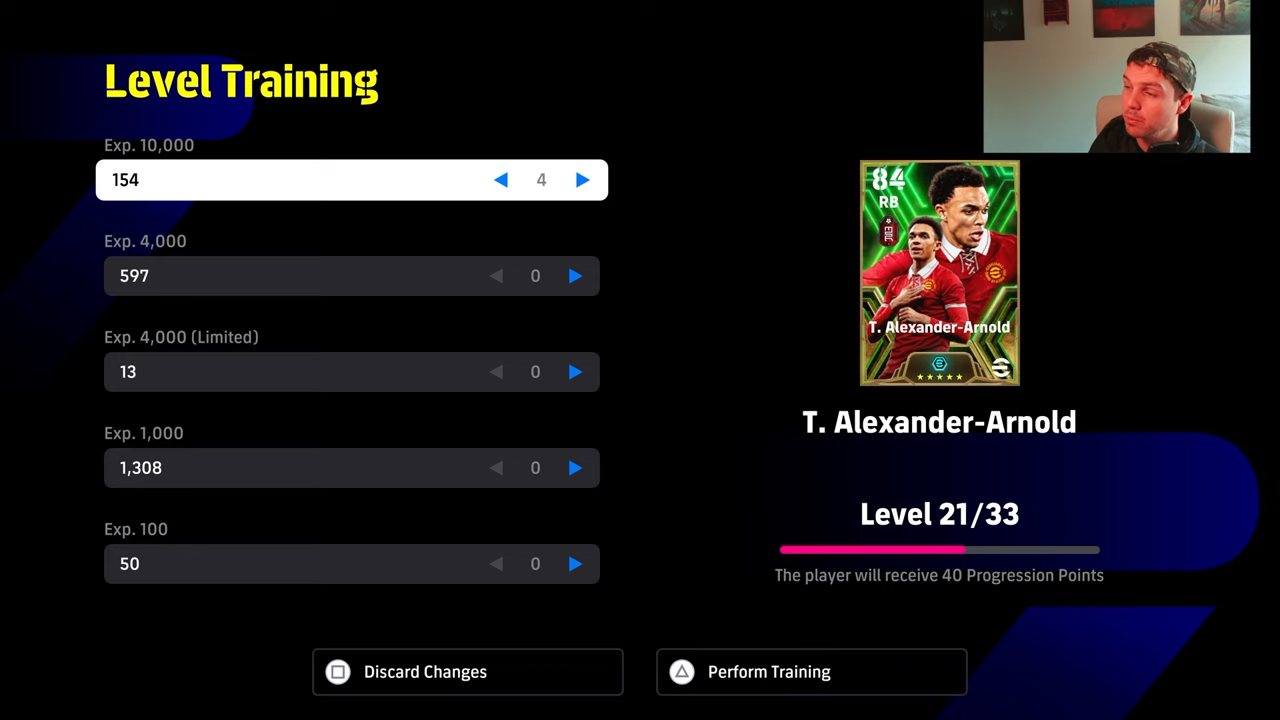 Level Training
Exp. 10,000
154
4
Exp. 4,000
597
0
Exp. 4,000 (Limited)
13
0
Exp. 1,000
1,308
0
Exp. 100
50
0
84
RB
T. Alexander-Arnold
T. Alexander-Arnold
Level 21/33
The player will receive 40 Progression Points
Discard Changes
Perform Training